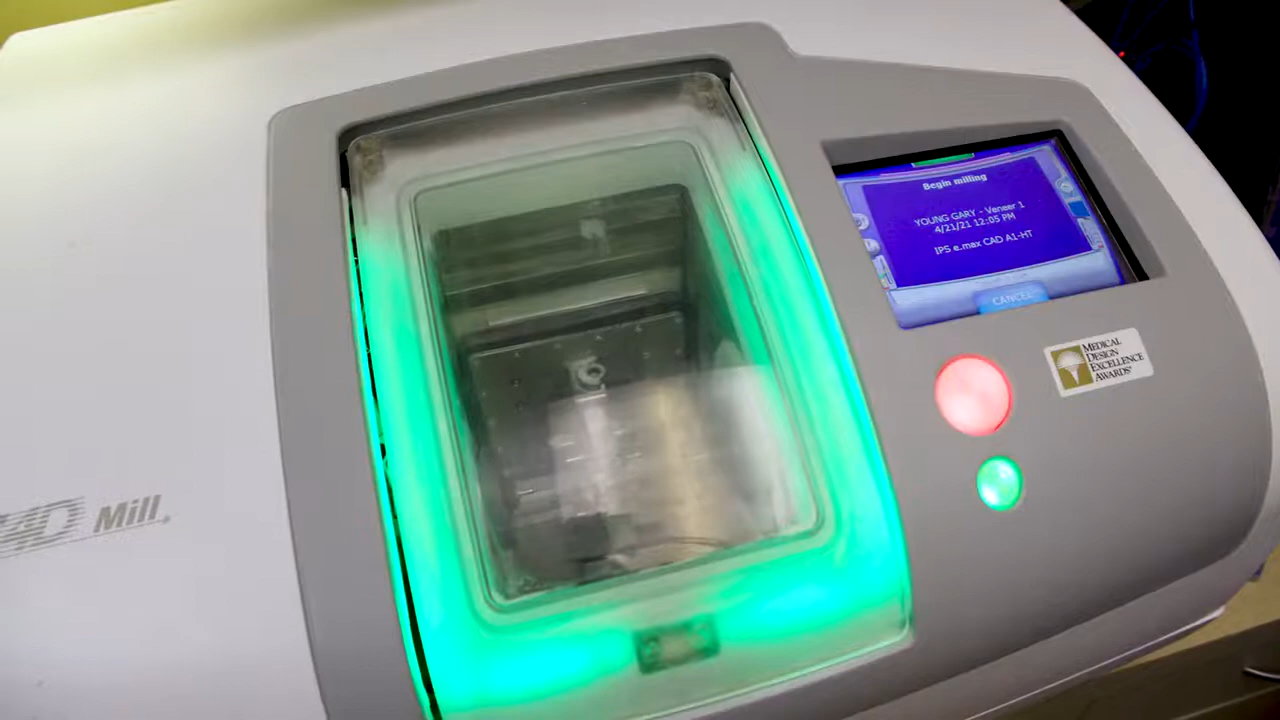 Begin milling
YOUNG GARY - Veneer 1
4/21/21 12:05 PM
IPS e.max CAD A1-HT
CANCEL
MEDICAL
DESIGN
EXCELLENCE
AWARDS®
Mill®